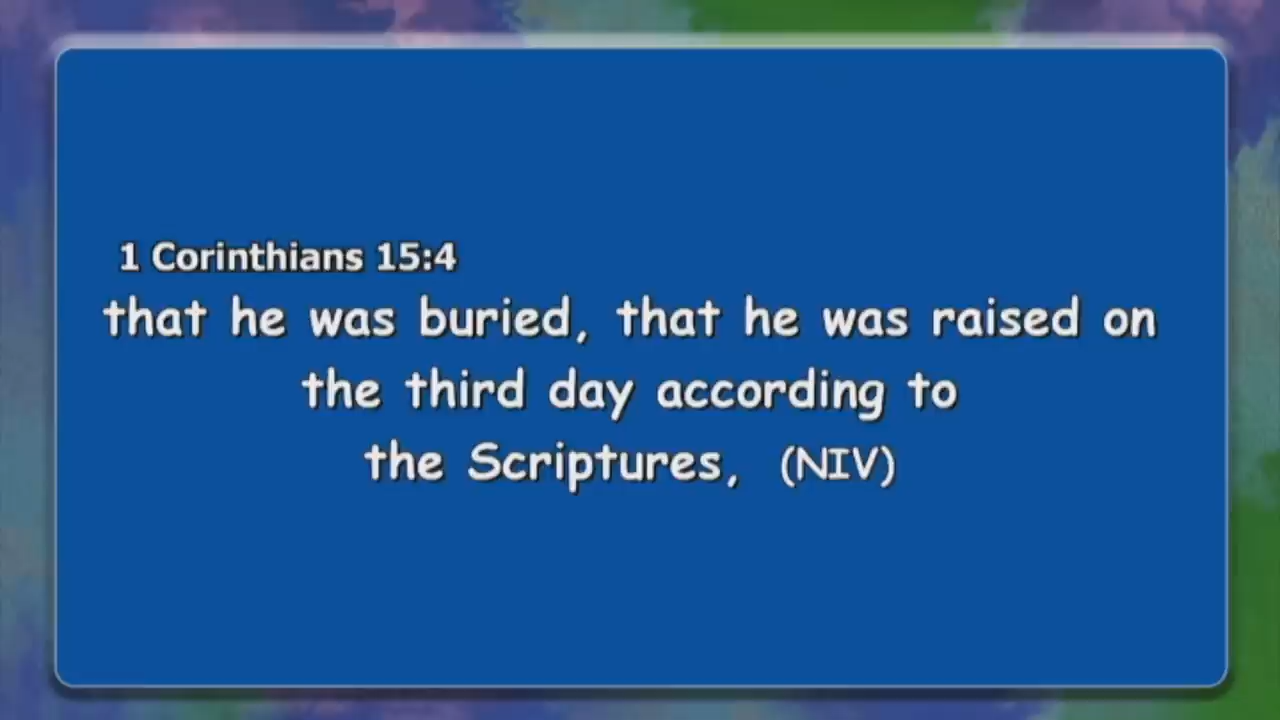 1 Corinthians 15:4
that he was buried, that he was raised on
the third day according to
the Scriptures, (NIV)